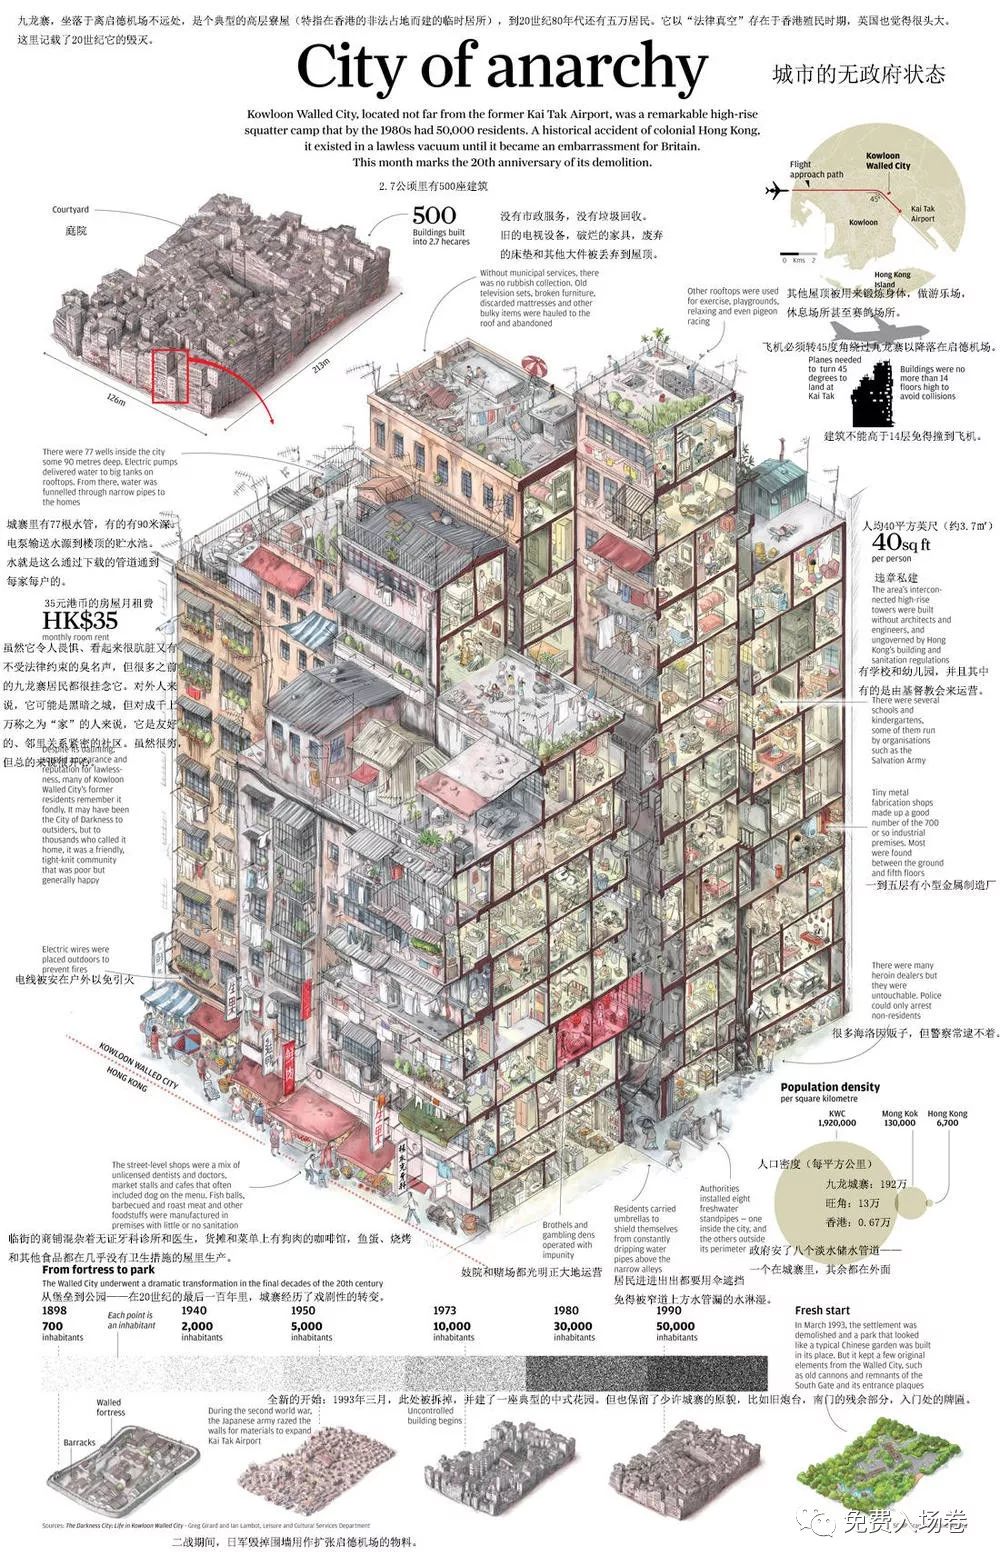 九龙寨，坐落于离启德机场不远处，是个典型的高层寮屋（特指在香港的非法占地而建的临时居所），到20世纪80年代还有五万居民。它以“法律真空”存在于香港殖民时期，英国也觉得很头大。
这里记载了20世纪它的毁灭。
City of anarchy
城市的无政府状态
Kowloon Walled City, located not far from the former Kai Tak Airport, was a remarkable high-rise
squatter camp that by the 1980s had 50,000 residents. A historical accident of colonial Hong Kong,
it existed in a lawless vacuum until it became an embarrassment for Britain.
This month marks the 20th anniversary of its demolition.
Flight
approach path
Kowloon
Walled City
45°
Kai Tak
Airport
Kowloon
0 Kms 2
Hong Kong
Island
2.7公顷里有500座建筑
Courtyard
庭院
500
Buildings built
into 2.7 hecares
126m
213m
没有市政服务，没有垃圾回收。
旧的电视设备，破烂的家具，废弃
的床垫和其他大件被丢弃到屋顶。
Without municipal services, there
was no rubbish collection. Old
television sets, broken furniture,
discarded mattresses and other
bulky items were hauled to the
roof and abandoned
Other rooftops were used
for exercise, playgrounds,
relaxing and even pigeon
racing
其他屋顶被用来锻炼身体，做游乐场，
休息场所甚至赛鸽场所。
飞机必须转45度角绕过九龙寨以降落在启德机场。
Planes needed
to turn 45
degrees to
land at
Kai Tak
Buildings were no
more than 14
floors high to
avoid collisions
建筑不能高于14层免得撞到飞机。
There were 77 wells inside the city
some 90 metres deep. Electric pumps
delivered water to big tanks on
rooftops. From there, water was
funnelled through narrow pipes to
the homes
城寨里有77根水管，有的有90米深。
电泵输送水源到楼顶的贮水池。
水就是这么通过下载的管道通到
每家每户的。
35元港币的房屋月租费
HK$35
monthly room rent
虽然它令人畏惧、看起来很肮脏又有
不受法律约束的臭名声，但很多之前
的九龙寨居民都很挂念它。对外人来
说，它可能是黑暗之城，但对成千上
万称之为“家”的人来说，它是友好
的、邻里关系紧密的社区。虽然很穷，
但总的来说很开心。
Despite its daunting,
appearance and
reputation for lawless-
ness, many of Kowloon
Walled City's former
residents remember it
fondly. It may have been
the City of Darkness to
outsiders, but to
thousands who called it
home, it was a friendly,
tight-knit community
that was poor but
generally happy
人均40平方英尺（约3.7㎡）
40sq ft
per person
违章私建
The area's intercon-
nected high-rise
towers were built
without architects and
engineers, and
ungoverned by Hong
Kong's building and
sanitation regulations
有学校和幼儿园，并且其中
有的是由基督教会来运营。
There were several
schools and
kindergartens,
some of them run
by organisations
such as the
Salvation Army
Tiny metal
fabrication shops
made up a good
number of the 700
or so industrial
premises. Most
were found
between the ground
and fifth floors
一到五层有小型金属制造厂
Electric wires were
placed outdoors to
prevent fires
电线被安在户外以免引火
There were many
heroin dealers but
they were
untouchable. Police
could only arrest
non-residents
很多海洛因贩子，但警察常逮不着。
KOWLOON WALLED CITY
HONG KONG
Population density
per square kilometre
KWC
1,920,000
Mong Kok
130,000
Hong Kong
6,700
人口密度（每平方公里）
九龙城寨：192万
旺角：13万
香港：0.67万
The street-level shops were a mix of
unlicensed dentists and doctors,
market stalls and cafes that often
included dog on the menu. Fish balls,
barbecued and roast meat and other
foodstuffs were manufactured in
premises with little or no sanitation
临街的商铺混杂着无证牙科诊所和医生，货摊和菜单上有狗肉的咖啡馆，鱼蛋、烧烤
和其他食品都在几乎没有卫生措施的屋里生产。
Brothels and
gambling dens
operated with
impunity
妓院和赌场都光明正大地运营
Residents carried
umbrellas to
shield themselves
from constantly
dripping water
pipes above the
narrow alleys
居民进进出出都要用伞遮挡
免得被窄道上方水管漏的水淋湿。
Authorities
installed eight
freshwater
standpipes – one
inside the city, and
the others outside
its perimeter
政府安了八个淡水储水管道——
一个在城寨里，其余都在外面
From fortress to park
The Walled City underwent a dramatic transformation in the final decades of the 20th century
从堡垒到公园——在20世纪的最后一百年里，城寨经历了戏剧性的转变。
1898
700
inhabitants
Each point is
an inhabitant
1940
2,000
inhabitants
1950
5,000
inhabitants
1973
10,000
inhabitants
1980
30,000
inhabitants
1990
50,000
inhabitants
Fresh start
In March 1993, the settlement was
demolished and a park that looked
like a typical Chinese garden was built
in its place. But it kept a few original
elements from the Walled City, such
as old cannons and remnants of the
South Gate and its entrance plaques
全新的开始：1993年三月，此处被拆掉，并建了一座典型的中式花园。但也保留了少许城寨的原貌，比如旧炮台，南门的残余部分，入门处的牌匾。
Walled
fortress
Barracks
During the second world war,
the Japanese army razed the
walls for materials to expand
Kai Tak Airport
Uncontrolled
building begins
Sources: The Darkness City: Life in Kowloon Walled City - Greg Girard and Ian Lambot, Leisure and Cultural Services Department
二战期间，日军毁掉围墙用作扩张启德机场的物料。
免费入场卷